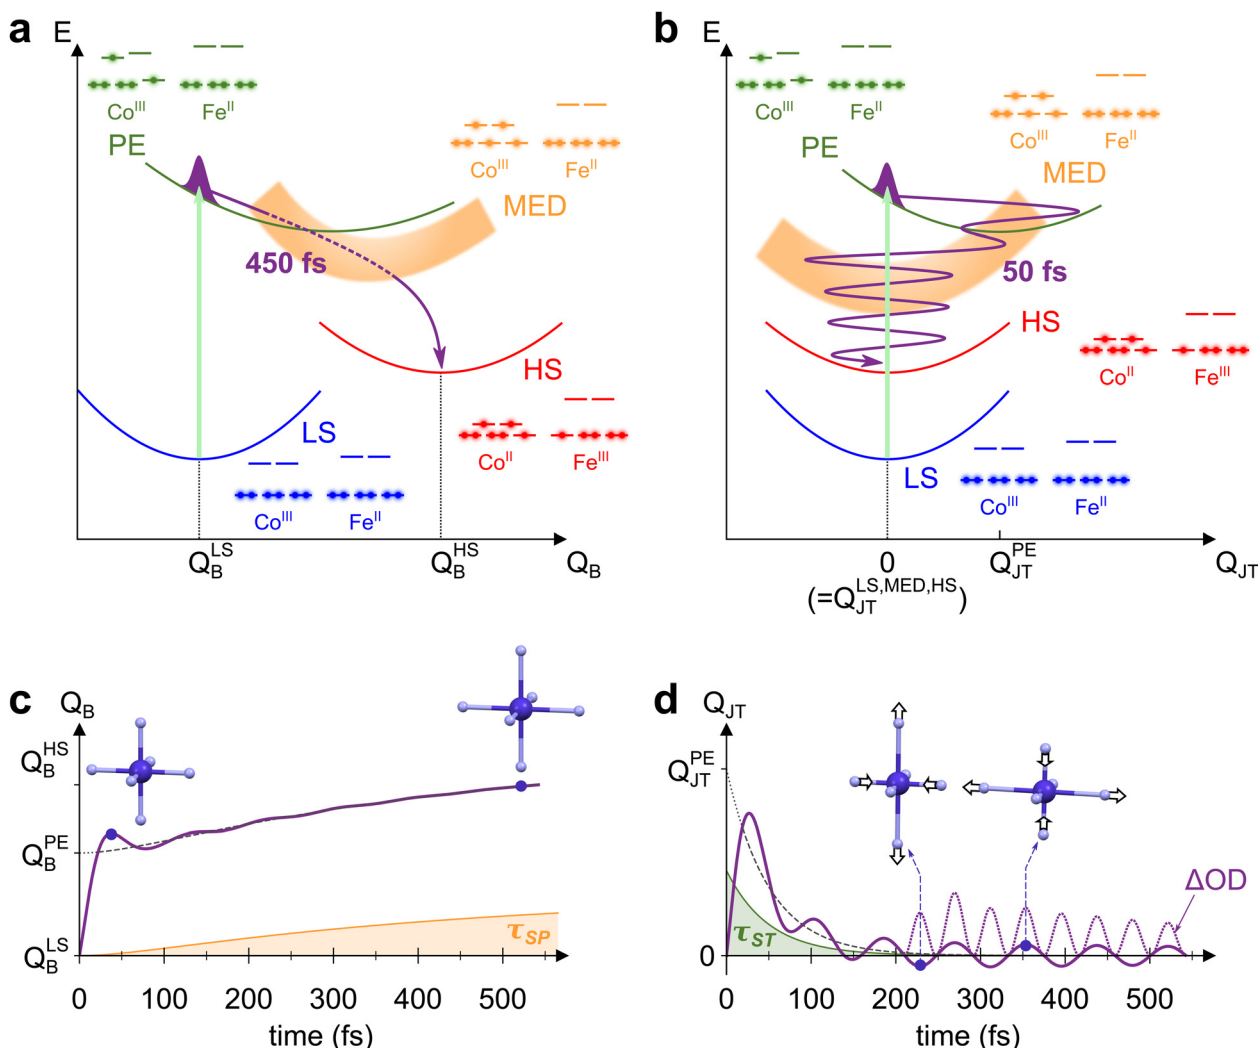 a
E
Co^III
Fe^II
PE
Co^III
Fe^II
MED
450 fs
HS
LS
Co^II
Fe^III
Co^III
Fe^II
Q_B^LS
Q_B^HS
Q_B
b
E
Co^III
Fe^II
PE
Co^III
Fe^II
MED
50 fs
HS
Co^II
Fe^III
LS
Co^III
Fe^II
0
Q_JT^PE
Q_JT
(=Q_JT^LS,MED,HS)
c
Q_B
Q_B^HS
Q_B^PE
Q_B^LS
τ_SP
0 100 200 300 400 500
time (fs)
d
Q_JT
Q_JT^PE
0
τ_ST
ΔOD
0 100 200 300 400 500
time (fs)